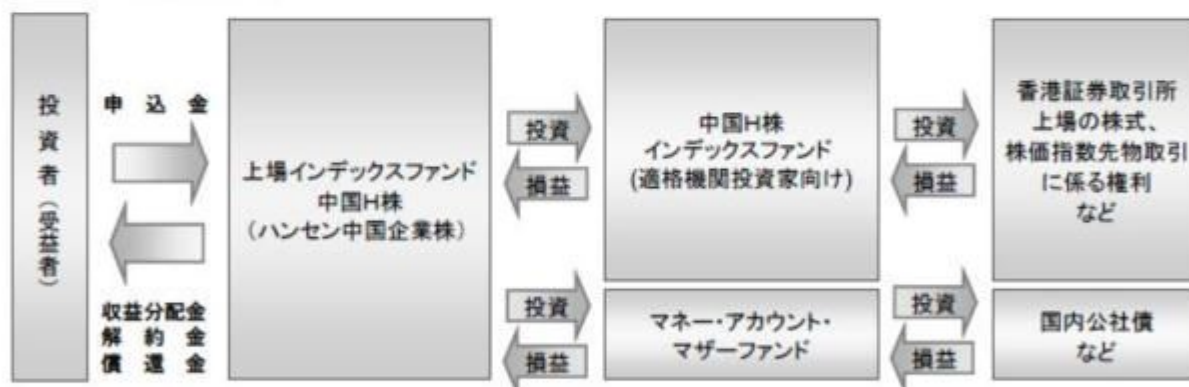 投資者(受益者)
申込金
収益分配金
解約金
償還金
上場インデックスファンド
中国H株
(ハンセン中国企業株)
投資
損益
投資
損益
中国H株
インデックスファンド
(適格機関投資家向け)
マネー・アカウント・
マザーファンド
投資
損益
投資
損益
香港証券取引所
上場の株式、
株価指数先物取引
に係る権利
など
国内公社債
など